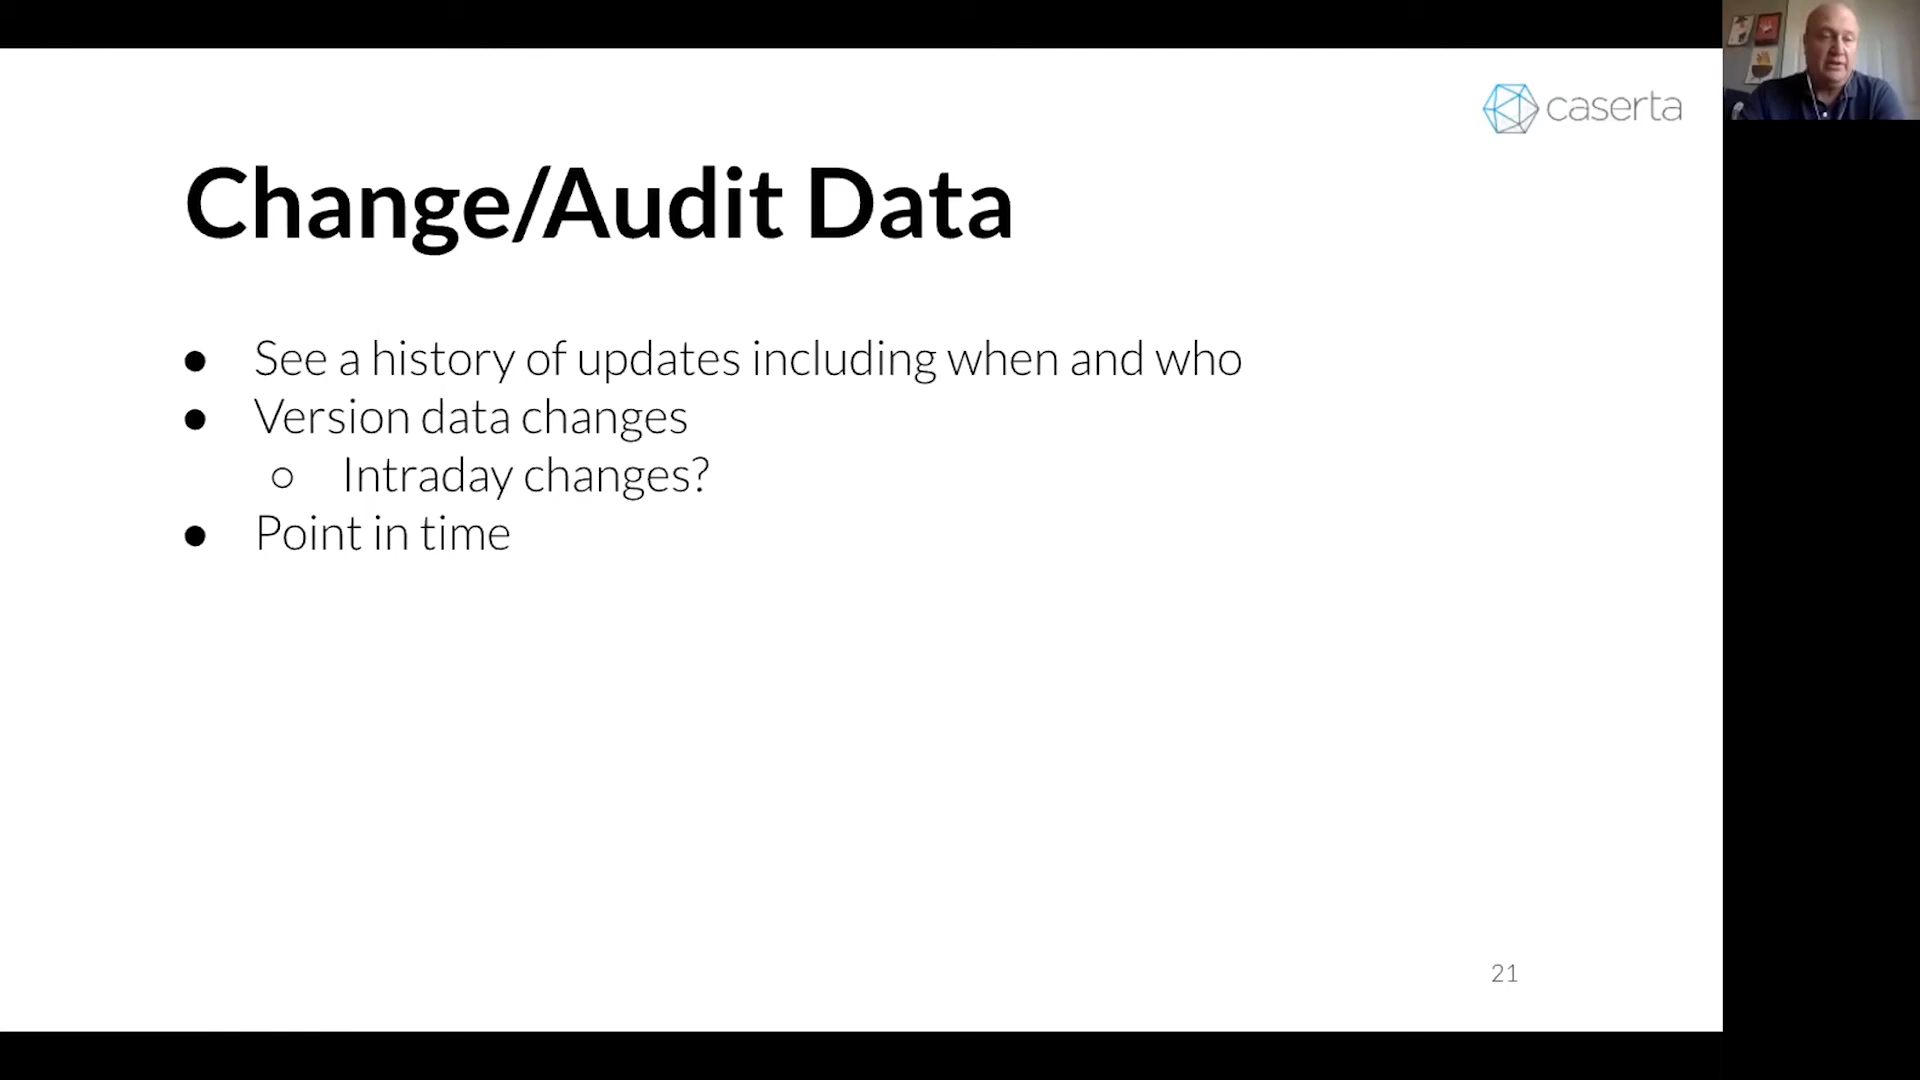 caserta
Change/Audit Data
● See a history of updates including when and who
● Version data changes
○ Intraday changes?
● Point in time
21